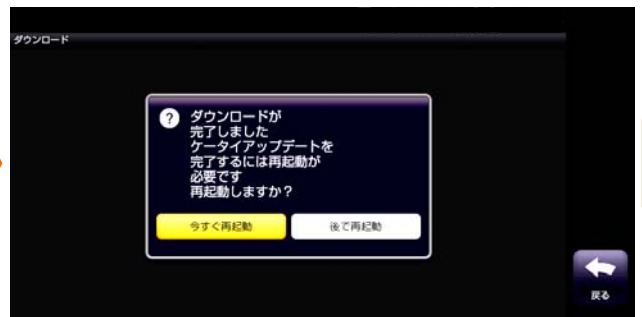 ダウンロード
ダウンロードが
完了しました
ケータイアップデートを
完了するには再起動が
必要です
再起動しますか？
今すぐ再起動
後で再起動
戻る